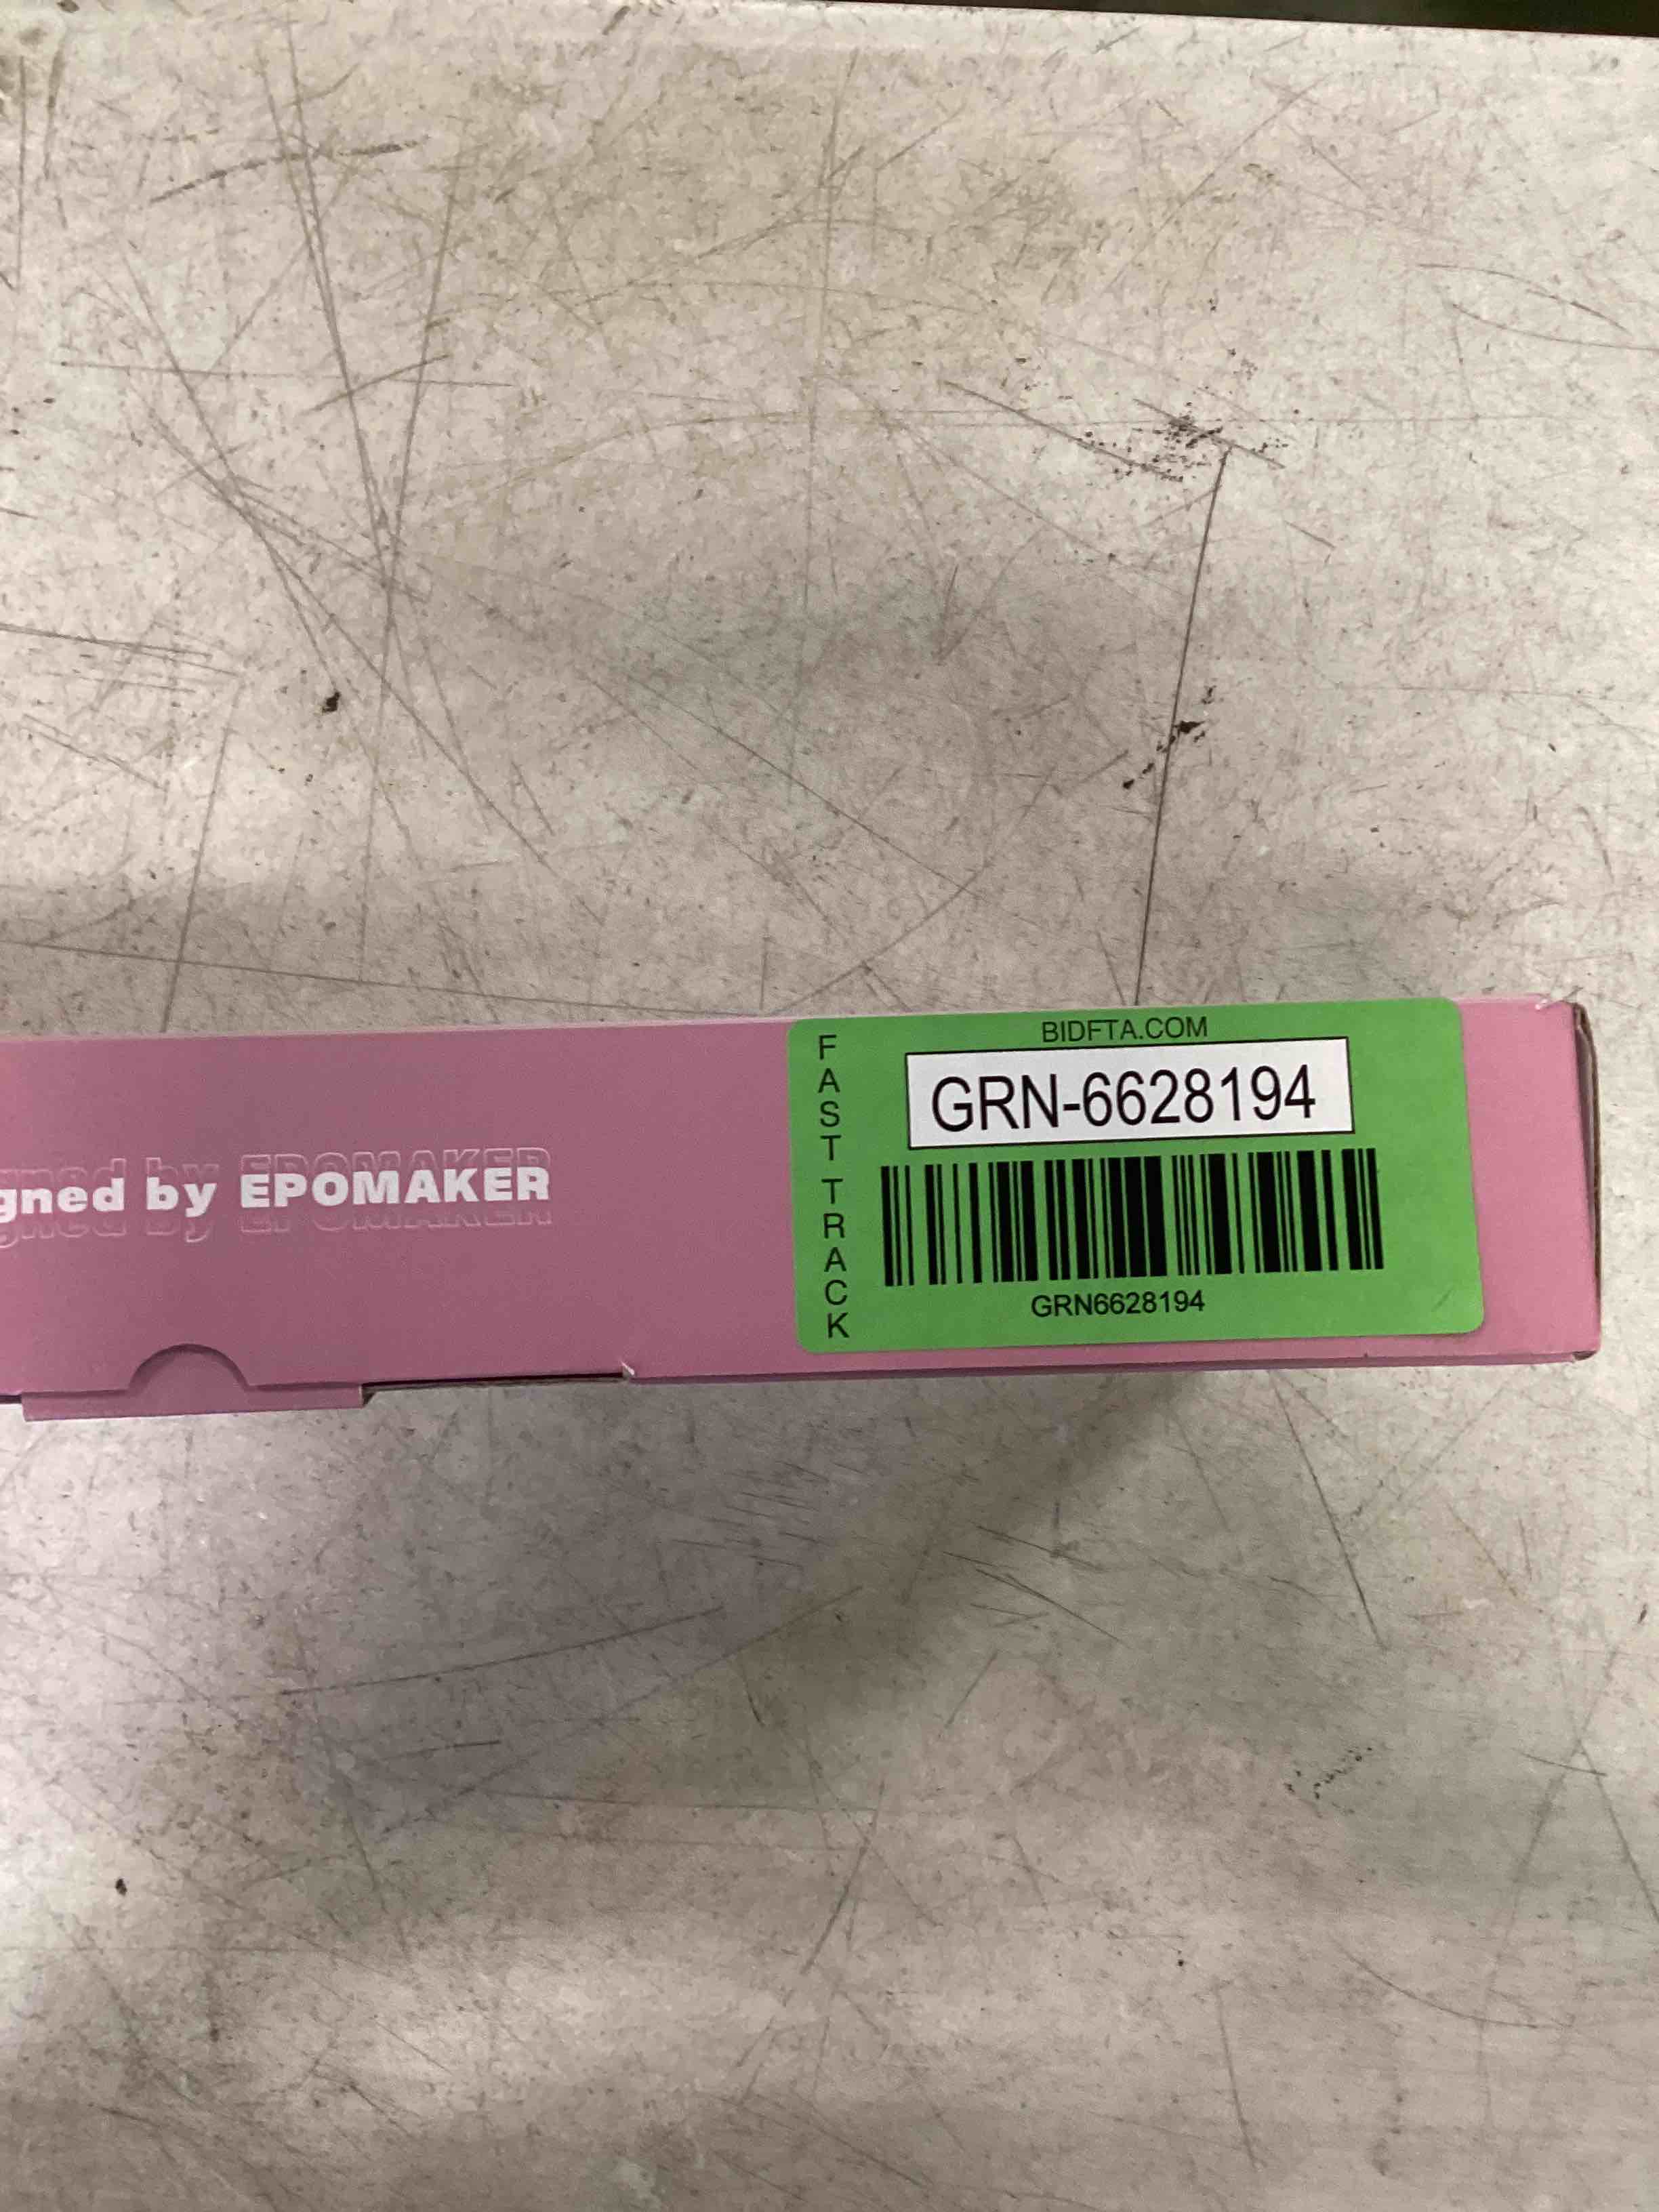 gned by EPOMAKER
FAST TRACK
BIDFTA.COM
GRN-6628194
GRN6628194